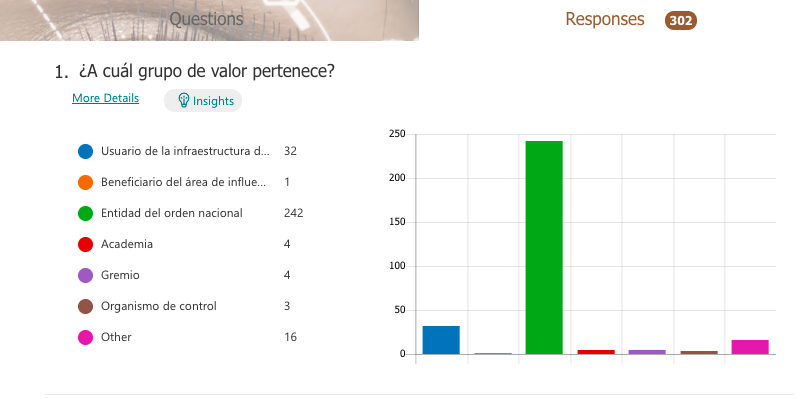 Questions
Responses 302
1. ¿A cuál grupo de valor pertenece?
More Details
Insights
Usuario de la infraestructura d... 32
Beneficiario del área de influe... 1
Entidad del orden nacional 242
Academia 4
Gremio 4
Organismo de control 3
Other 16
250
200
150
100
50
0